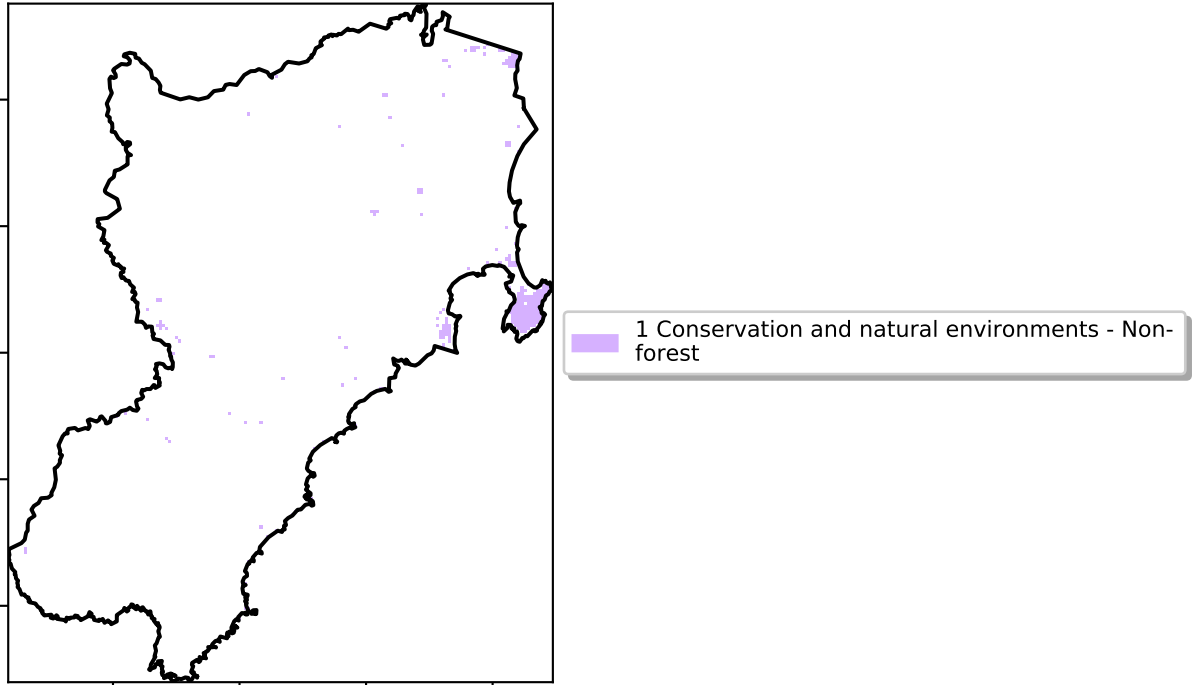 1 Conservation and natural environments - Non-
forest